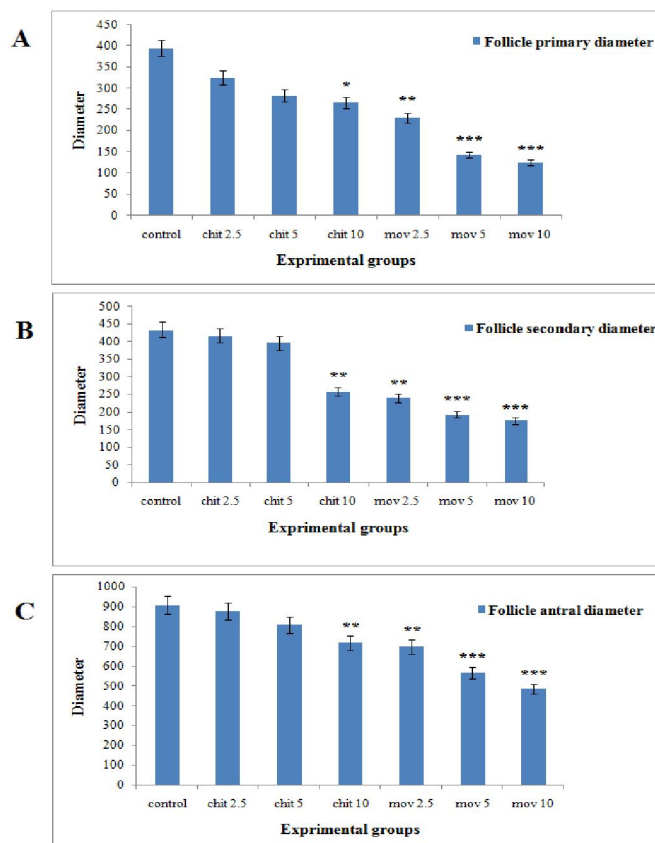 A
Follicle primary diameter
450
400
350
300
250
200
150
100
50
0
Diameter
* ** *** ***
control chit 2.5 chit 5 chit 10 mov 2.5 mov 5 mov 10
Exprimental groups
B
Follicle secondary diameter
500
450
400
350
300
250
200
150
100
50
0
Diameter
** ** *** ***
control chit 2.5 chit 5 chit 10 mov 2.5 mov 5 mov 10
Exprimental groups
C
Follicle antral diameter
1000
900
800
700
600
500
400
300
200
100
0
Diameter
** ** *** ***
control chit 2.5 chit 5 chit 10 mov 2.5 mov 5 mov 10
Exprimental groups